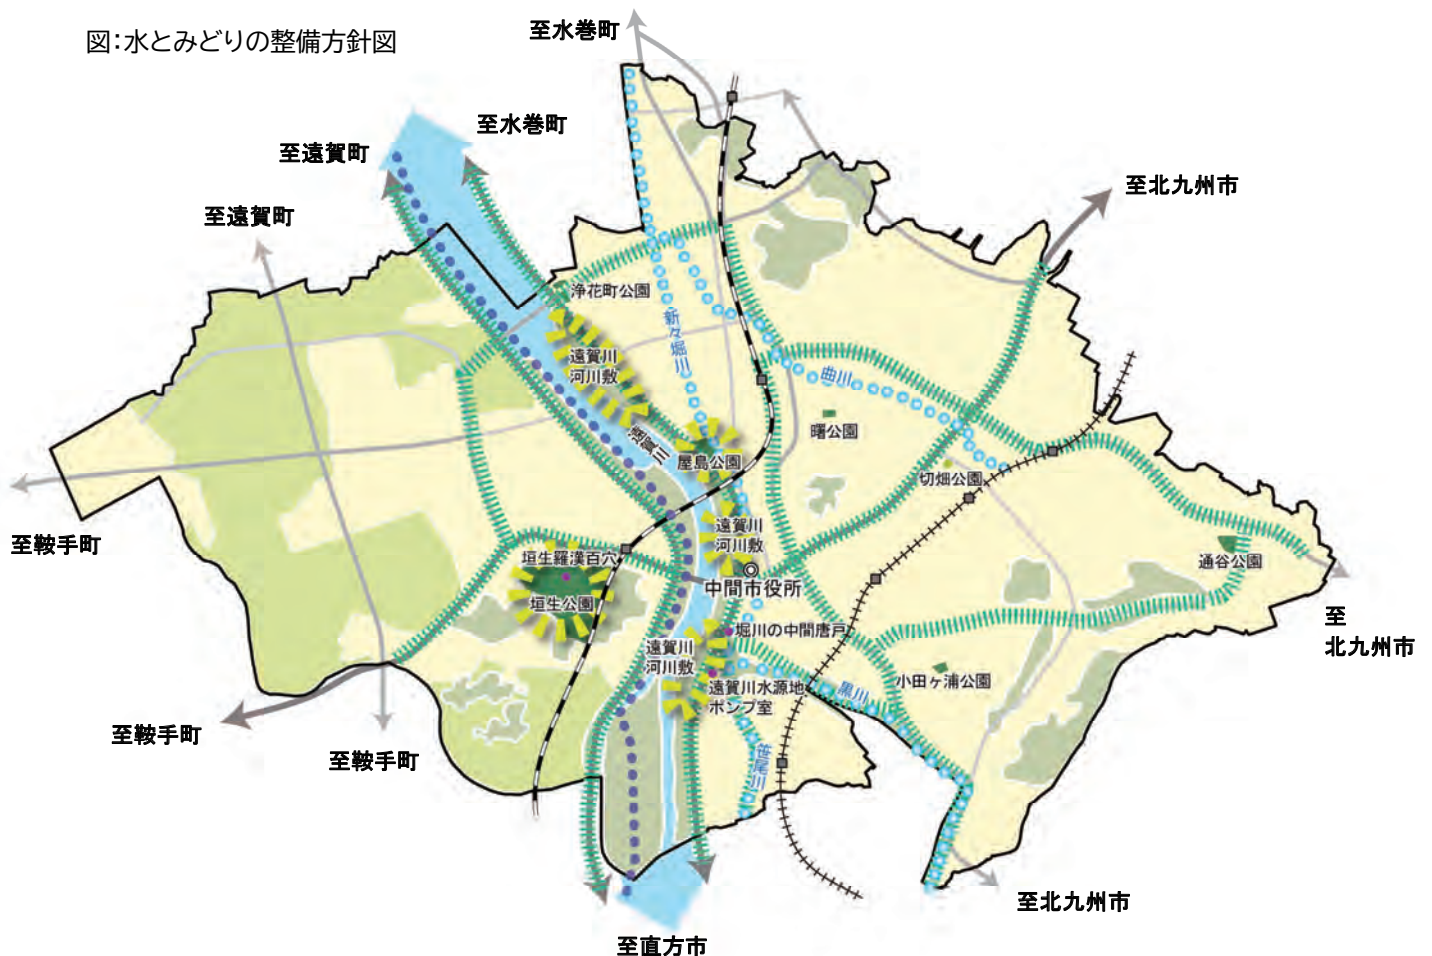 図：水とみどりの整備方針図
至水巻町
至水巻町
至遠賀町
至遠賀町
至北九州市
浄花町公園
新々堀川
遠賀川
河川敷
曲川
曙公園
遠賀川
屋島公園
切畑公園
至鞍手町
遠賀川
河川敷
垣生羅漢百穴
垣生公園
中間市役所
通谷公園
堀川の中間唐戸
至
北九州市
遠賀川
河川敷
小田ヶ浦公園
遠賀川水源地
ポンプ室
黒川
笹尾川
至鞍手町
至鞍手町
至北九州市
至直方市